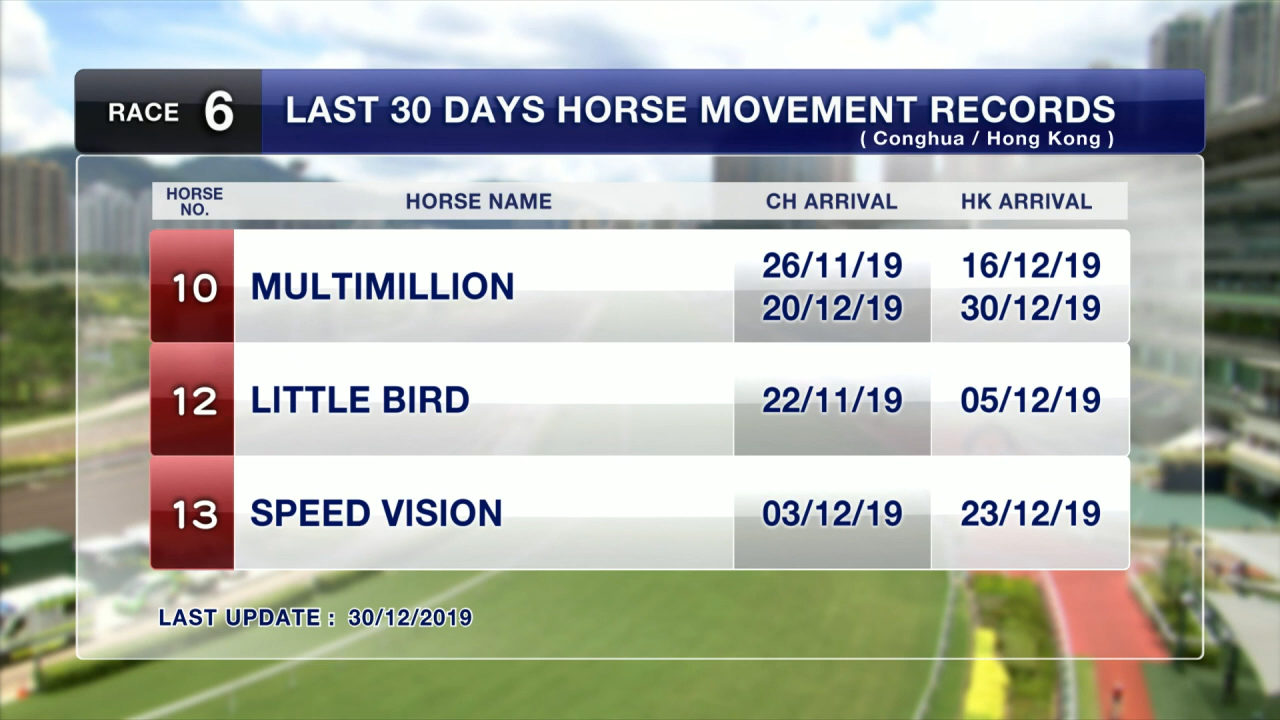 RACE 6 LAST 30 DAYS HORSE MOVEMENT RECORDS
( Conghua / Hong Kong )
HORSE NO. HORSE NAME CH ARRIVAL HK ARRIVAL
10 MULTIMILLION 26/11/19 16/12/19
20/12/19 30/12/19
12 LITTLE BIRD 22/11/19 05/12/19
13 SPEED VISION 03/12/19 23/12/19
LAST UPDATE : 30/12/2019